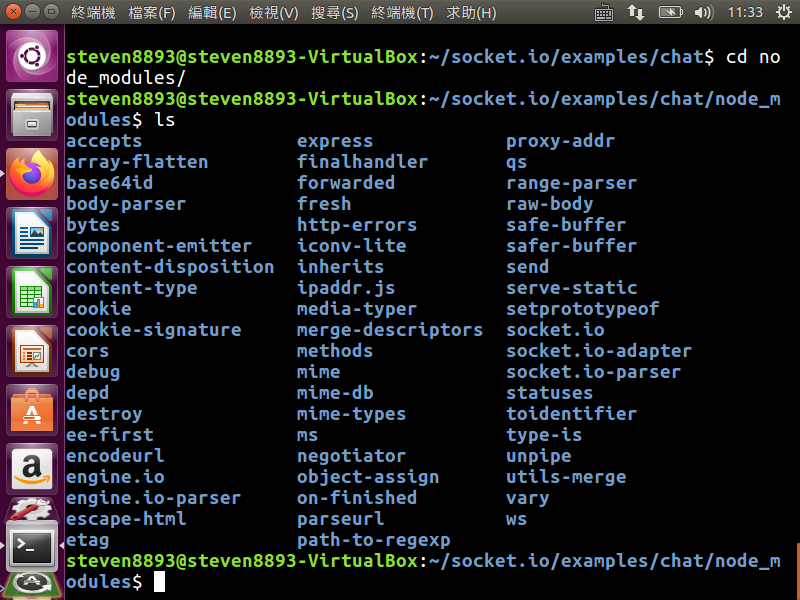 終端機 檔案(F) 編輯(E) 檢視(V) 搜尋(S) 終端機(T) 求助(H) 11:33
steven8893@steven8893-VirtualBox:~/socket.io/examples/chat$ cd no
de_modules/
steven8893@steven8893-VirtualBox:~/socket.io/examples/chat/node_m
odules$ ls
accepts express proxy-addr
array-flatten finalhandler qs
base64id forwarded range-parser
body-parser fresh raw-body
bytes http-errors safe-buffer
component-emitter iconv-lite safer-buffer
content-disposition inherits send
content-type ipaddr.js serve-static
cookie media-typer setprototypeof
cookie-signature merge-descriptors socket.io
cors methods socket.io-adapter
debug mime socket.io-parser
depd mime-db statuses
destroy mime-types toidentifier
ee-first ms type-is
encodeurl negotiator unpipe
engine.io object-assign utils-merge
engine.io-parser on-finished vary
escape-html parseurl ws
etag path-to-regexp
steven8893@steven8893-VirtualBox:~/socket.io/examples/chat/node_m
odules$